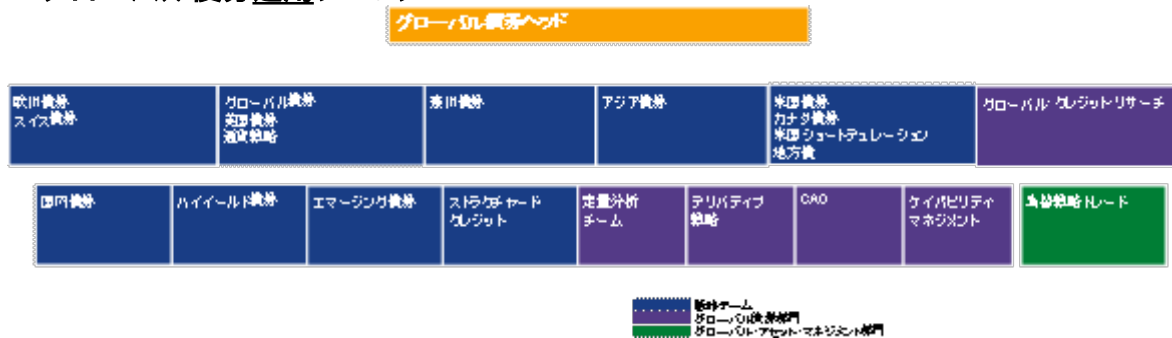 グローバル債券ヘッド
欧州債券
スイス債券
グローバル債券
英国債券
通貨戦略
豪州債券
アジア債券
米国債券
カナダ債券
米国ショートデュレーション
地方債
グローバル・クレジットリサーチ
国内債券
ハイイールド債券
エマージング債券
ストラクチャード
クレジット
定量分析
チーム
デリバティブ
戦略
CAO
ケイパビリティ
マネジメント
為替戦略トレード
グローバル債券部門
グローバル・アセット・マネジメント部門